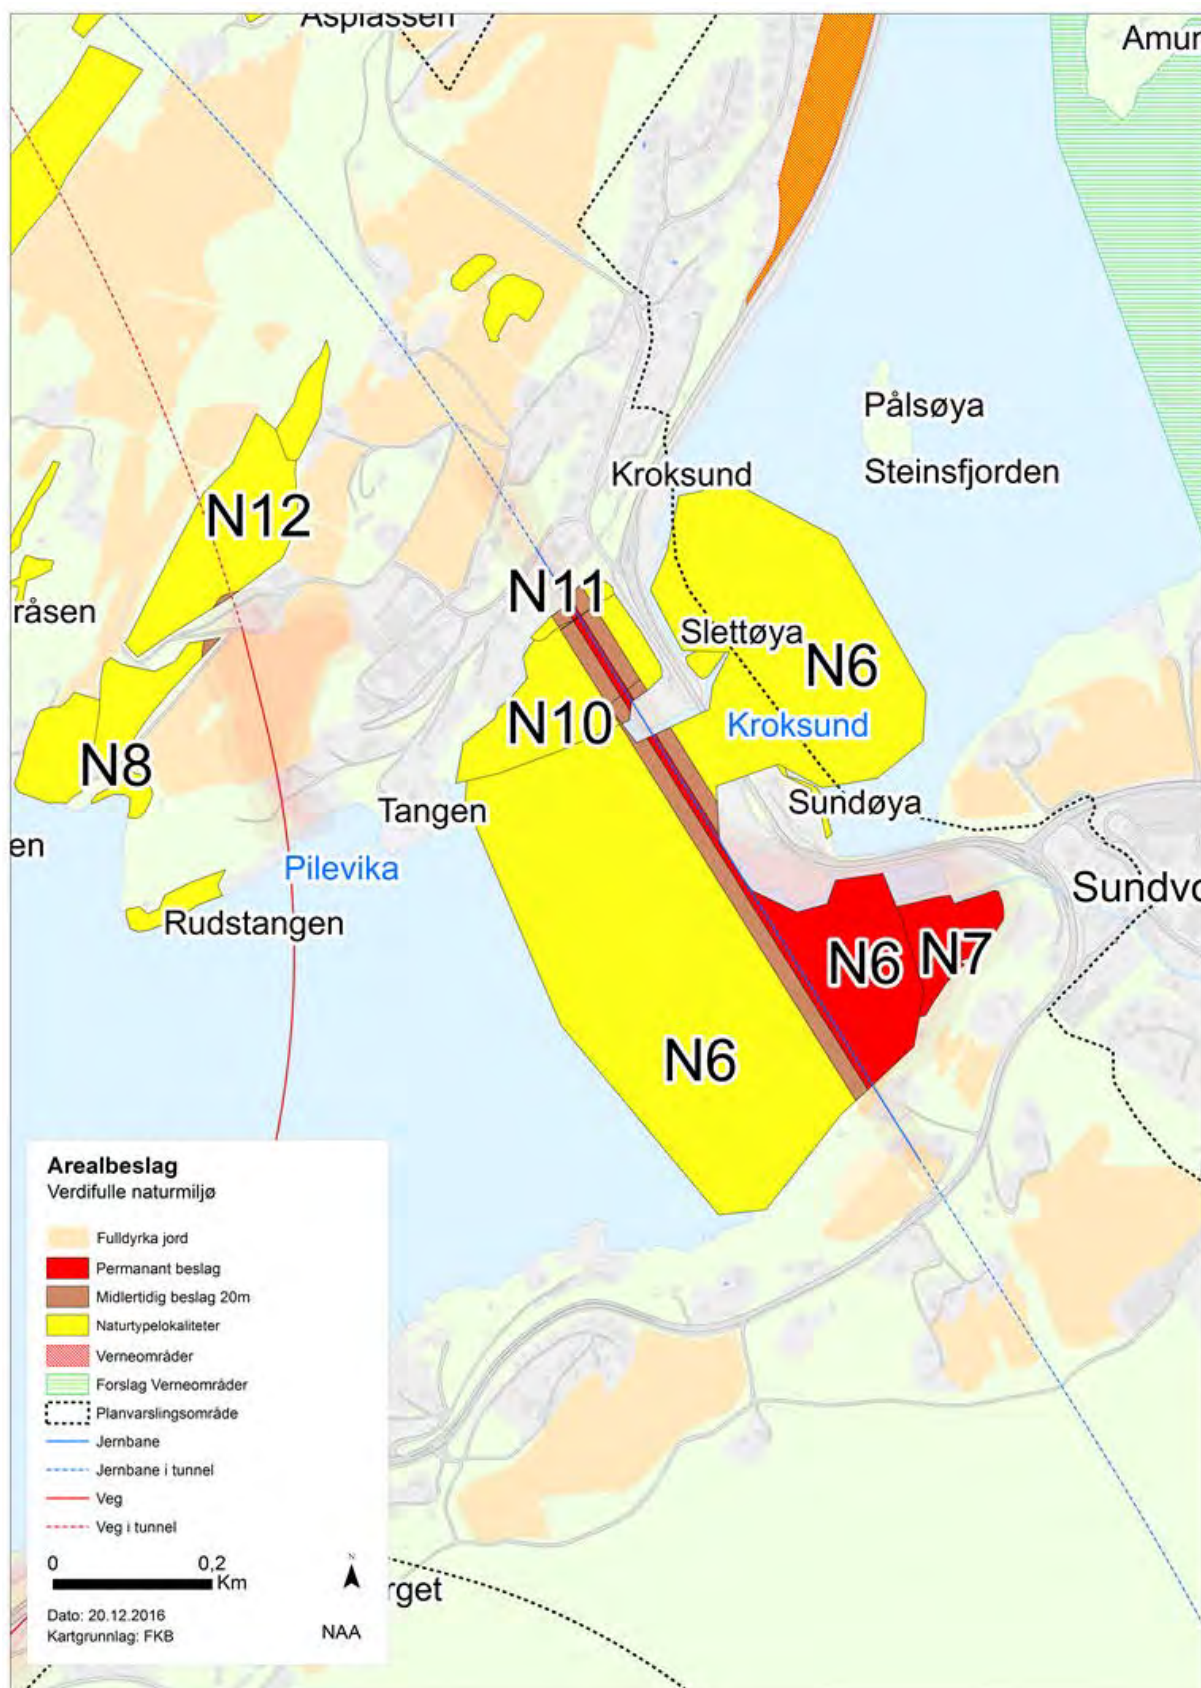 Asplassen
Amur
Pålsøya
Kroksund
Steinsfjorden
N12
N11
råsen
Slettøya
N6
N10
Kroksund
N8
Tangen
Sundøya
en
Pilevika
Sundvo
Rudstangen
N6
N7
N6
Arealbeslag
Verdifulle naturmiljø
Fulldyrka jord
Permanant beslag
Midlertidig beslag 20m
Naturtypelokaliteter
Verneområder
Forslag Verneområder
Planvarslingsområde
Jernbane
Jernbane i tunnel
Veg
Veg i tunnel
0 0,2
Km
N
rget
Dato: 20.12.2016
Kartgrunnlag: FKB
NAA